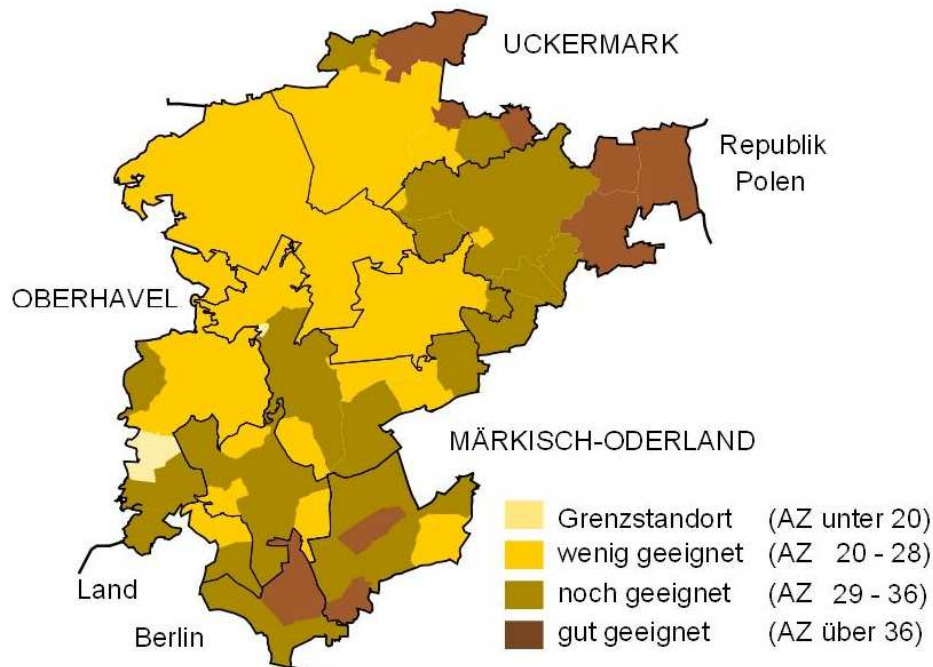 UCKERMARK
Republik
Polen
OBERHAVEL
MÄRKISCH-ODERLAND
Grenzstandort (AZ unter 20)
wenig geeignet (AZ 20 - 28)
noch geeignet (AZ 29 - 36)
gut geeignet (AZ über 36)
Land
Berlin